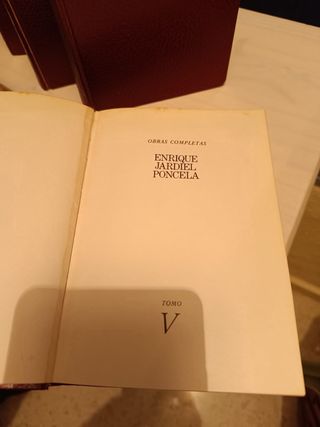 OBRAS COMPLETAS
ENRIQUE
JARDIEL
PONCELA
TOMO
V